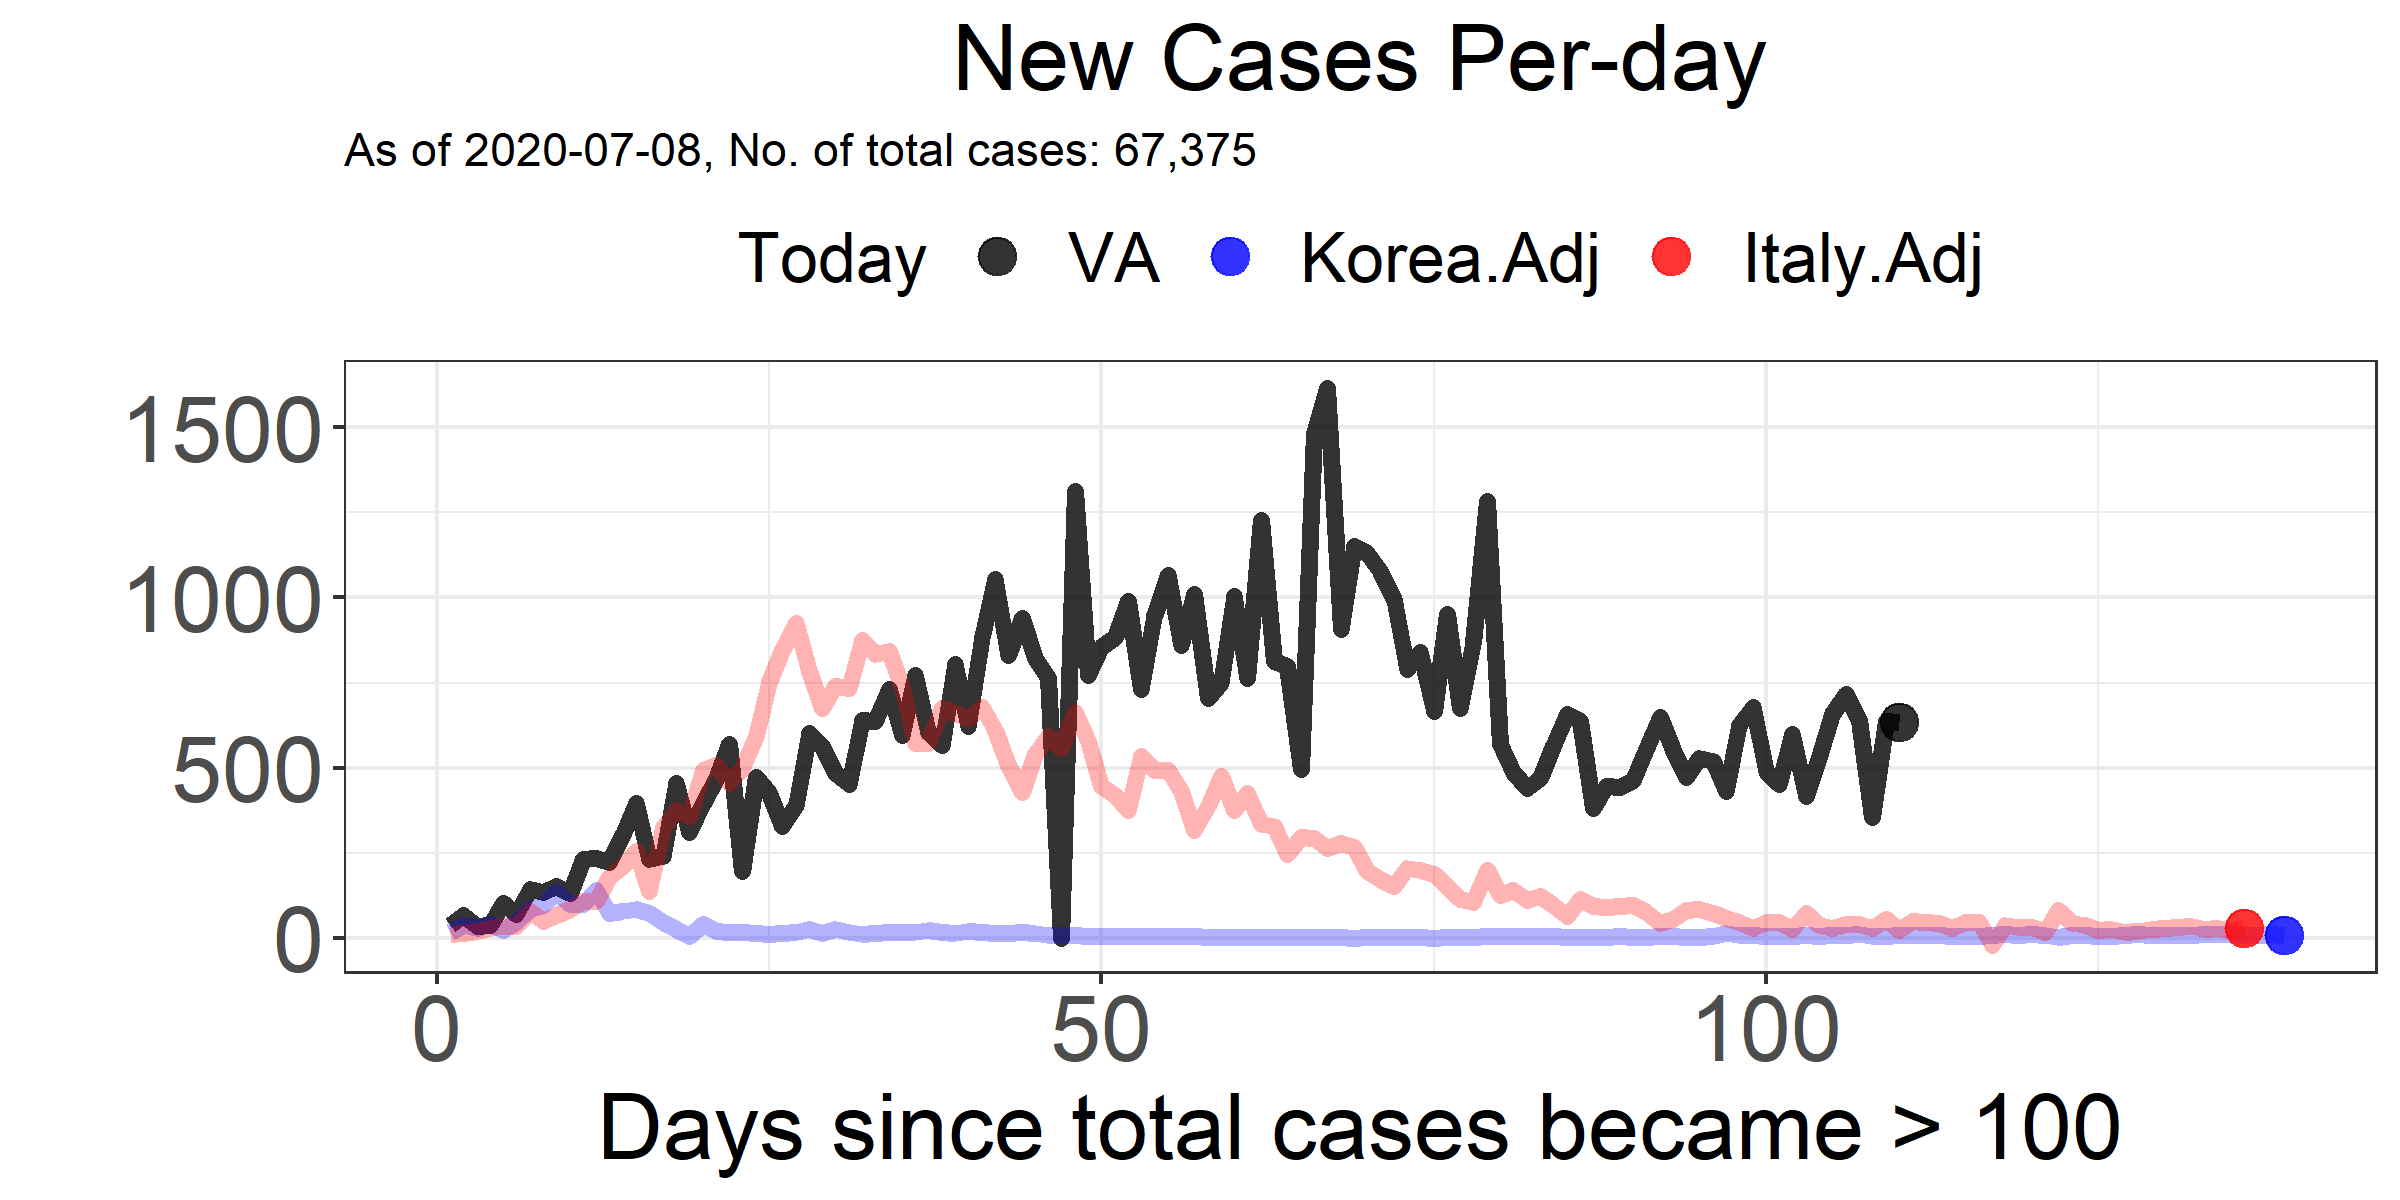 New Cases Per-day
As of 2020-07-08, No. of total cases: 67,375
Today VA Korea.Adj Italy.Adj
1500
1000
500
0
0 50 100
Days since total cases became > 100